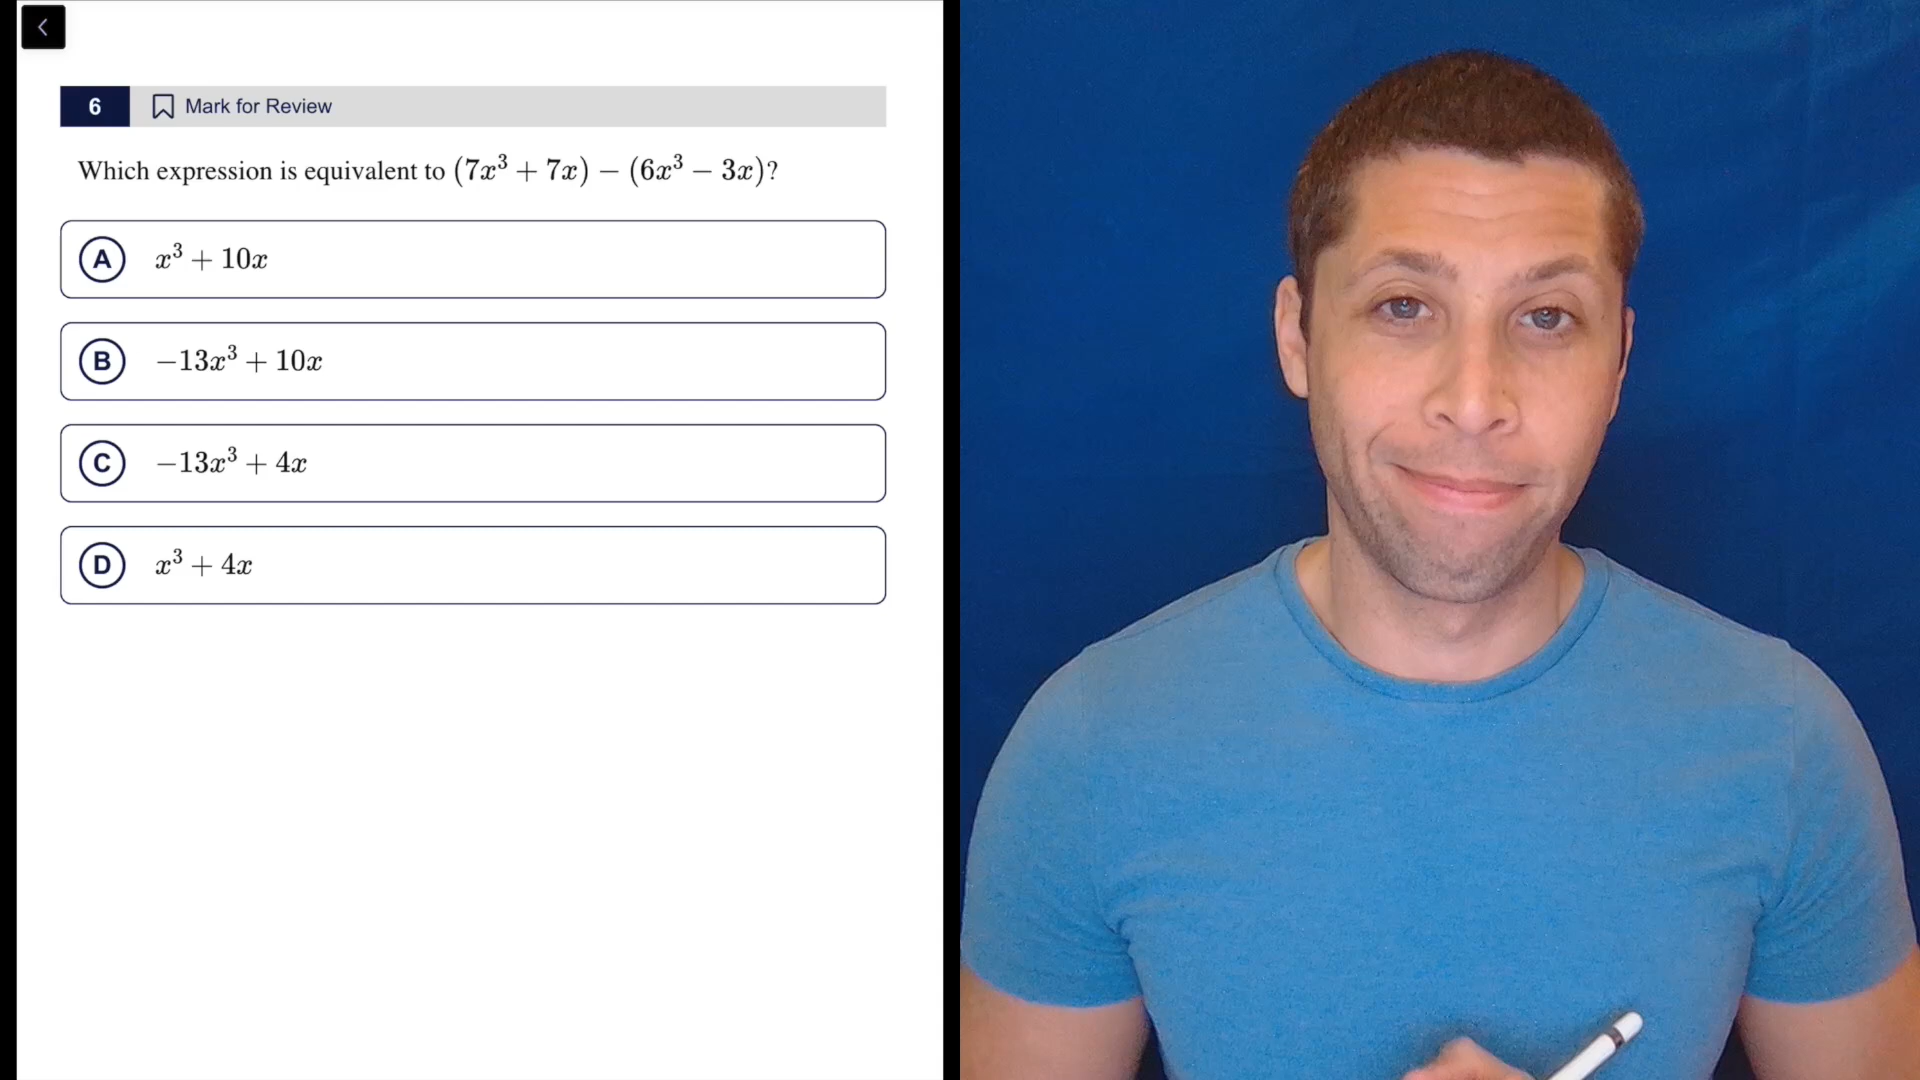 6 Mark for Review
Which expression is equivalent to (7x³ + 7x) − (6x³ − 3x)?
A x³ + 10x
B −13x³ + 10x
C −13x³ + 4x
D x³ + 4x